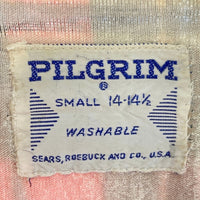 PILGRIM
®
SMALL 14-14½
WASHABLE
SEARS, ROEBUCK AND CO., U.S.A.